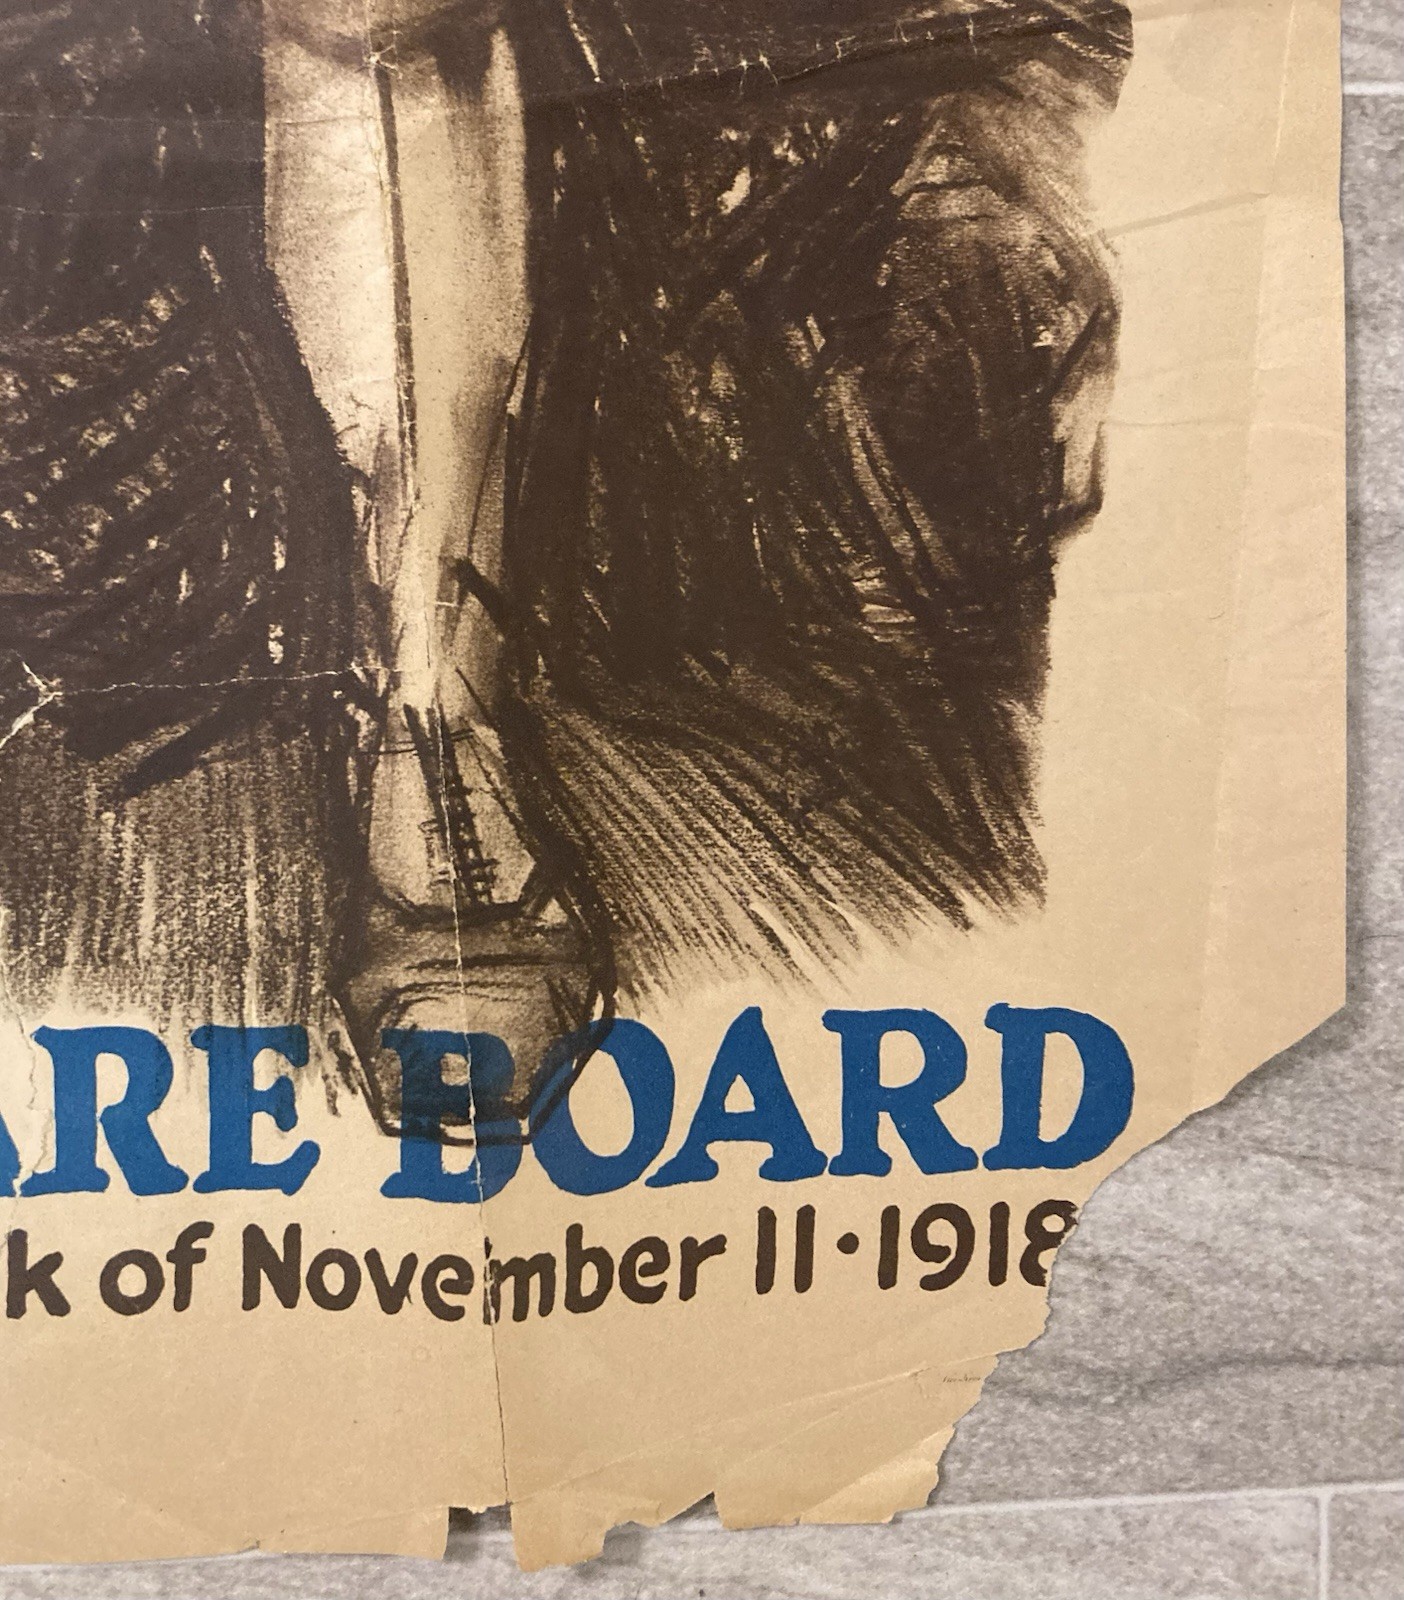 ARE BOARD
k of November 11·1918